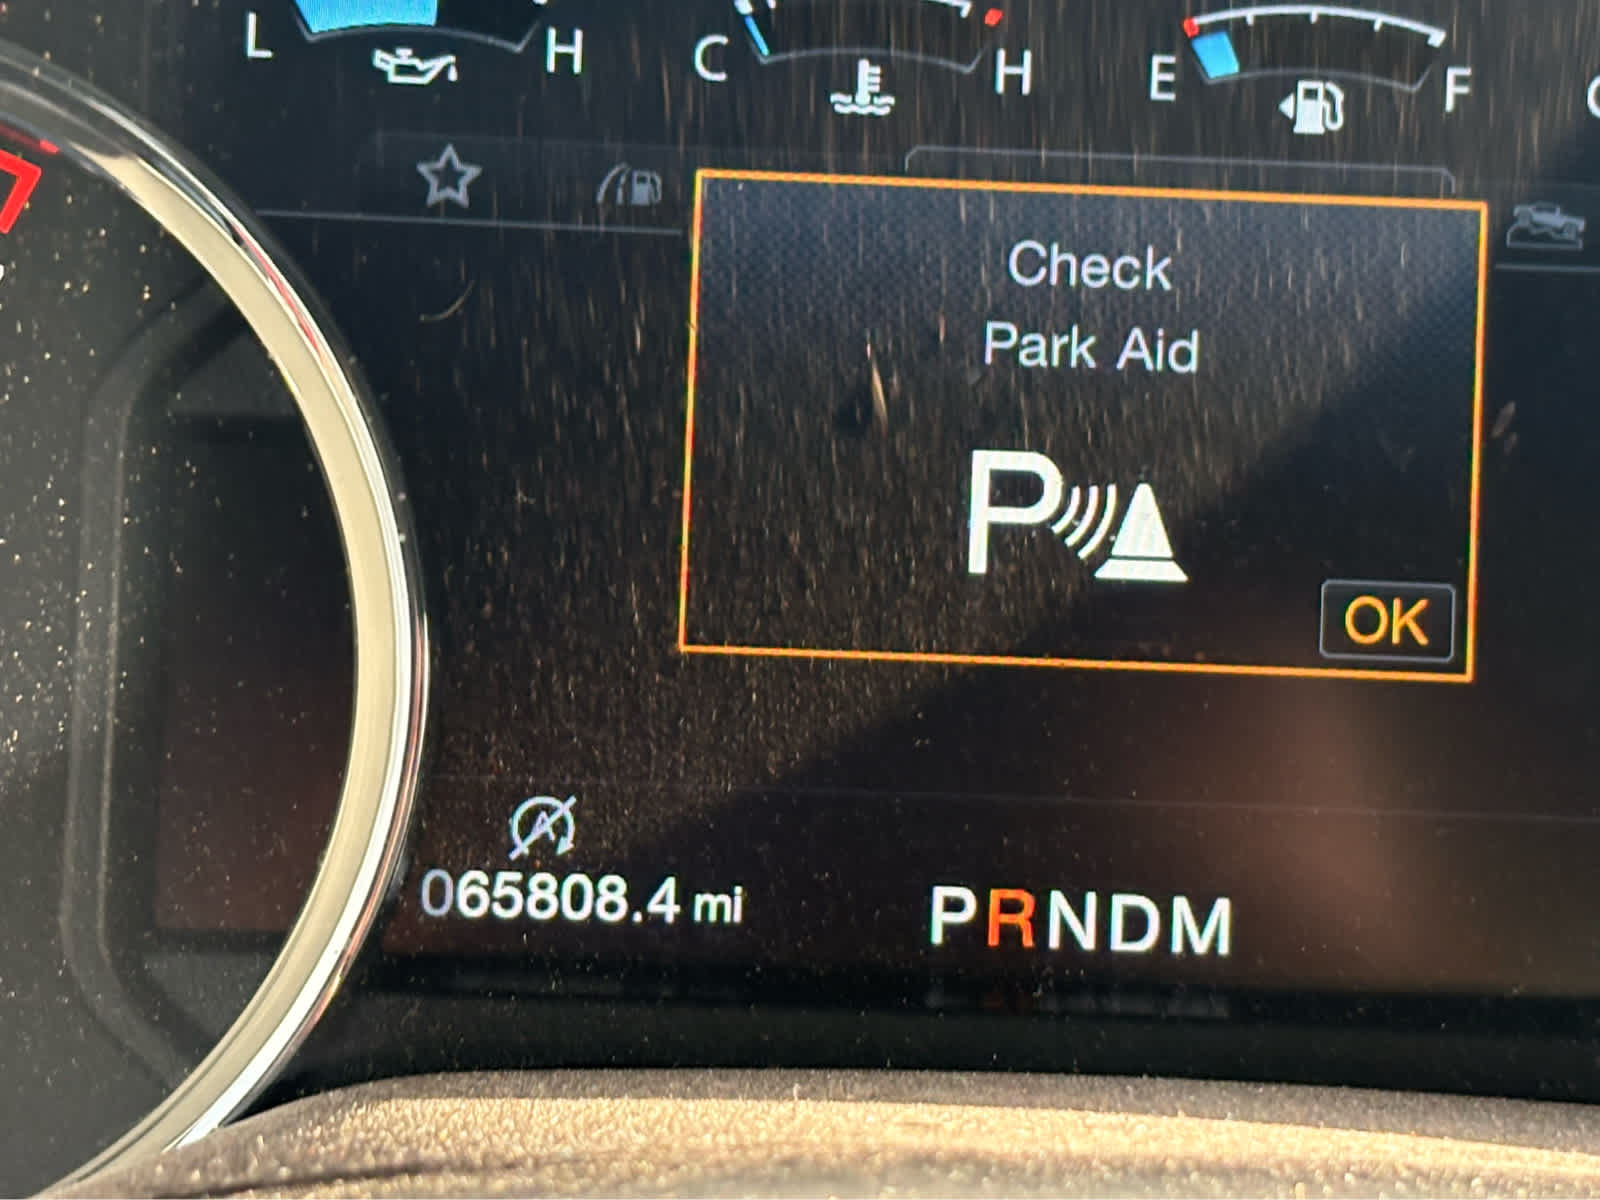 L H C H E F
Check
Park Aid
P
OK
A
065808.4 mi
PRNDM